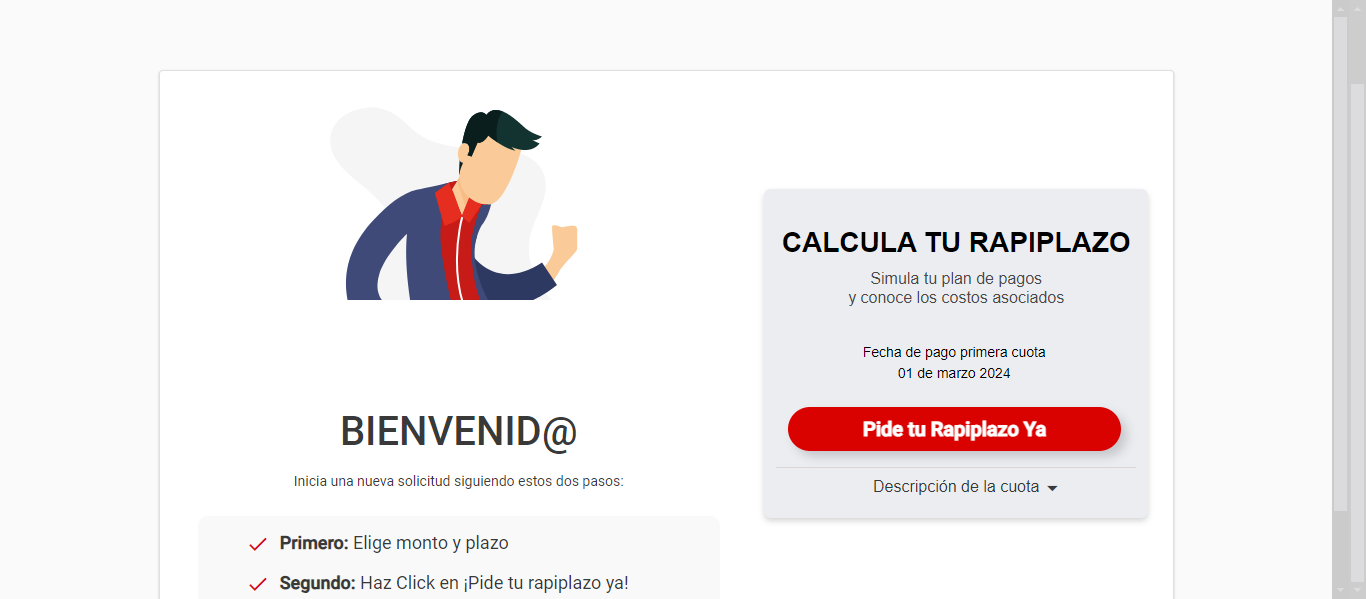 BIENVENID@
Inicia una nueva solicitud siguiendo estos dos pasos:
Primero: Elige monto y plazo
Segundo: Haz Click en ¡Pide tu rapiplazo ya!
CALCULA TU RAPIPLAZO
Simula tu plan de pagos
y conoce los costos asociados
Fecha de pago primera cuota
01 de marzo 2024
Pide tu Rapiplazo Ya
Descripción de la cuota